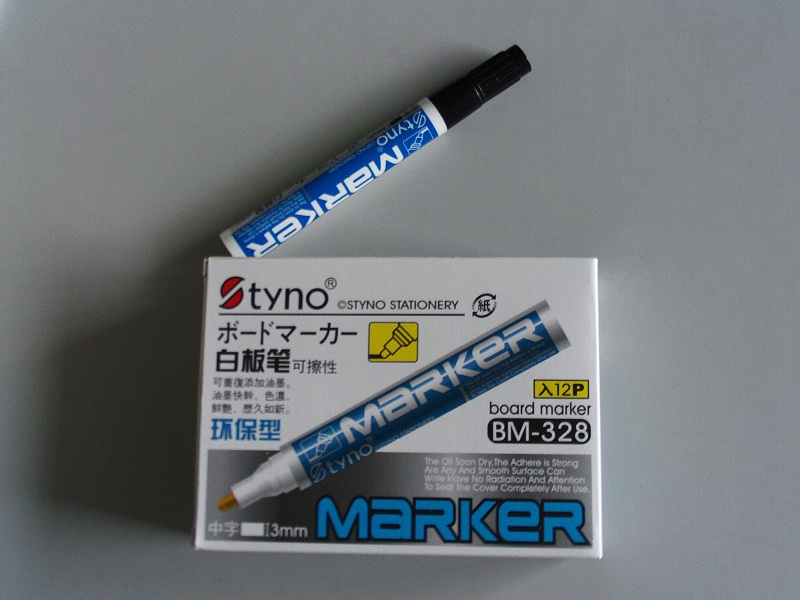 Styno®
MARKER
Styno® ©STYNO STATIONERY 紙
ボードマーカー
白板笔可擦性
可重復添加油墨。
油墨快幹、色濃、
鮮艷、歷久如新。
环保型
MARKER
Styno
入12P
board marker
BM-328
The Oil Soon Dry.The Adhere is Strong
Are Any And Smooth Surface Can
Write Have No Radiation And Attention
To Seal The Cover Completely After Use.
中字 3mm MARKER